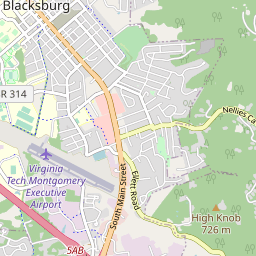 Blacksburg
R 314
Nellies Ca
Virginia
Tech Montgomery
Executive
Airport
South Main Street
Ellett Road
High Knob
726 m
5AB